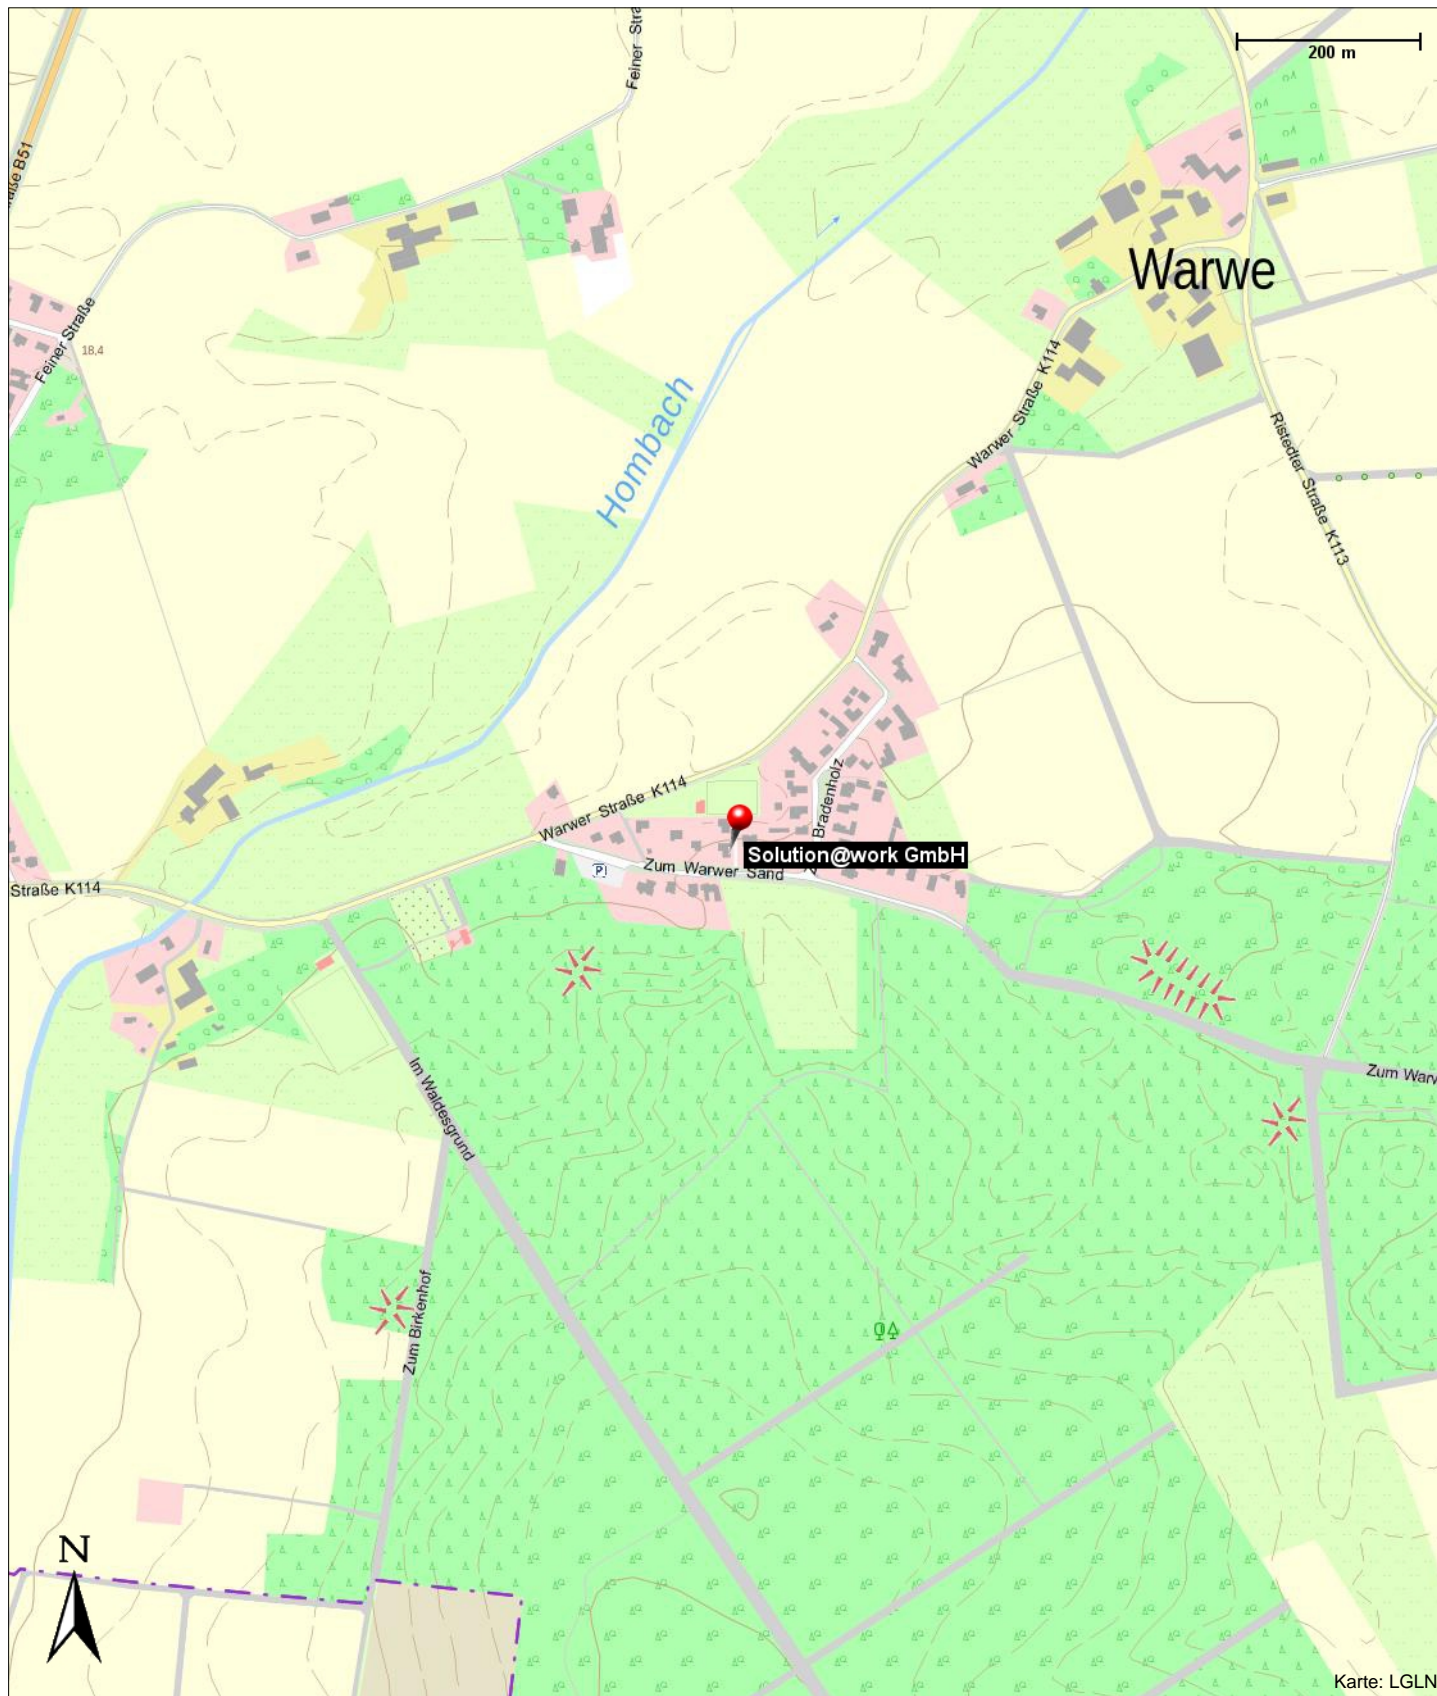 200 m
Feiner Stra
aße B51
Warwe
Feiner Straße
18,4
Warwer Straße K114
Hombach
Ristedter Straße K113
Warwer Straße K114
Bradenholz
Solution@work GmbH
P
Zum Warwer Sand
Straße K114
Im Waldesgrund
Zum Warw
Zum Birkenhof
N
Karte: LGLN